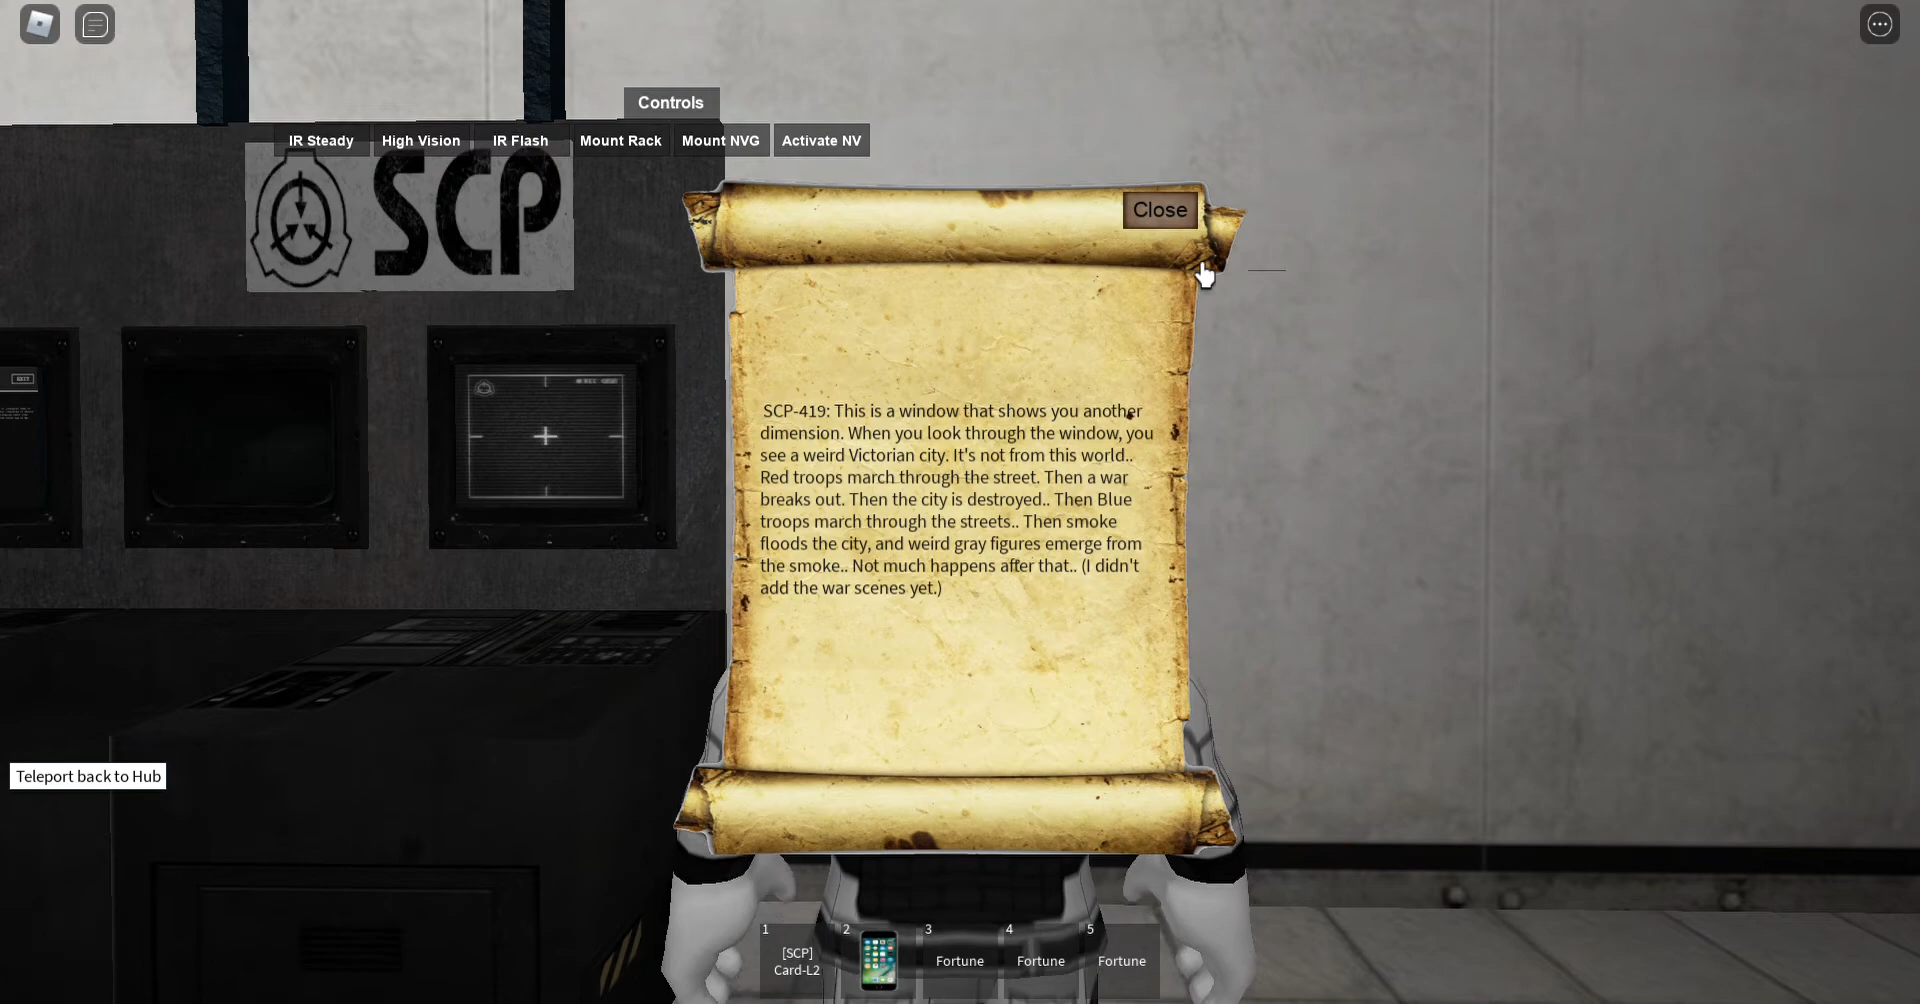 Controls
IR Steady
High Vision
IR Flash
Mount Rack
Mount NVG
Activate NV
SCP
Close
EXIT
SCP-419: This is a window that shows you another
dimension. When you look through the window, you
see a weird Victorian city. It's not from this world..
Red troops march through the street. Then a war
breaks out. Then the city is destroyed.. Then Blue
troops march through the streets.. Then smoke
floods the city, and weird gray figures emerge from
the smoke.. Not much happens after that.. (I didn't
add the war scenes yet.)
Teleport back to Hub
1
[SCP]
Card-L2
2
3
Fortune
4
Fortune
5
Fortune